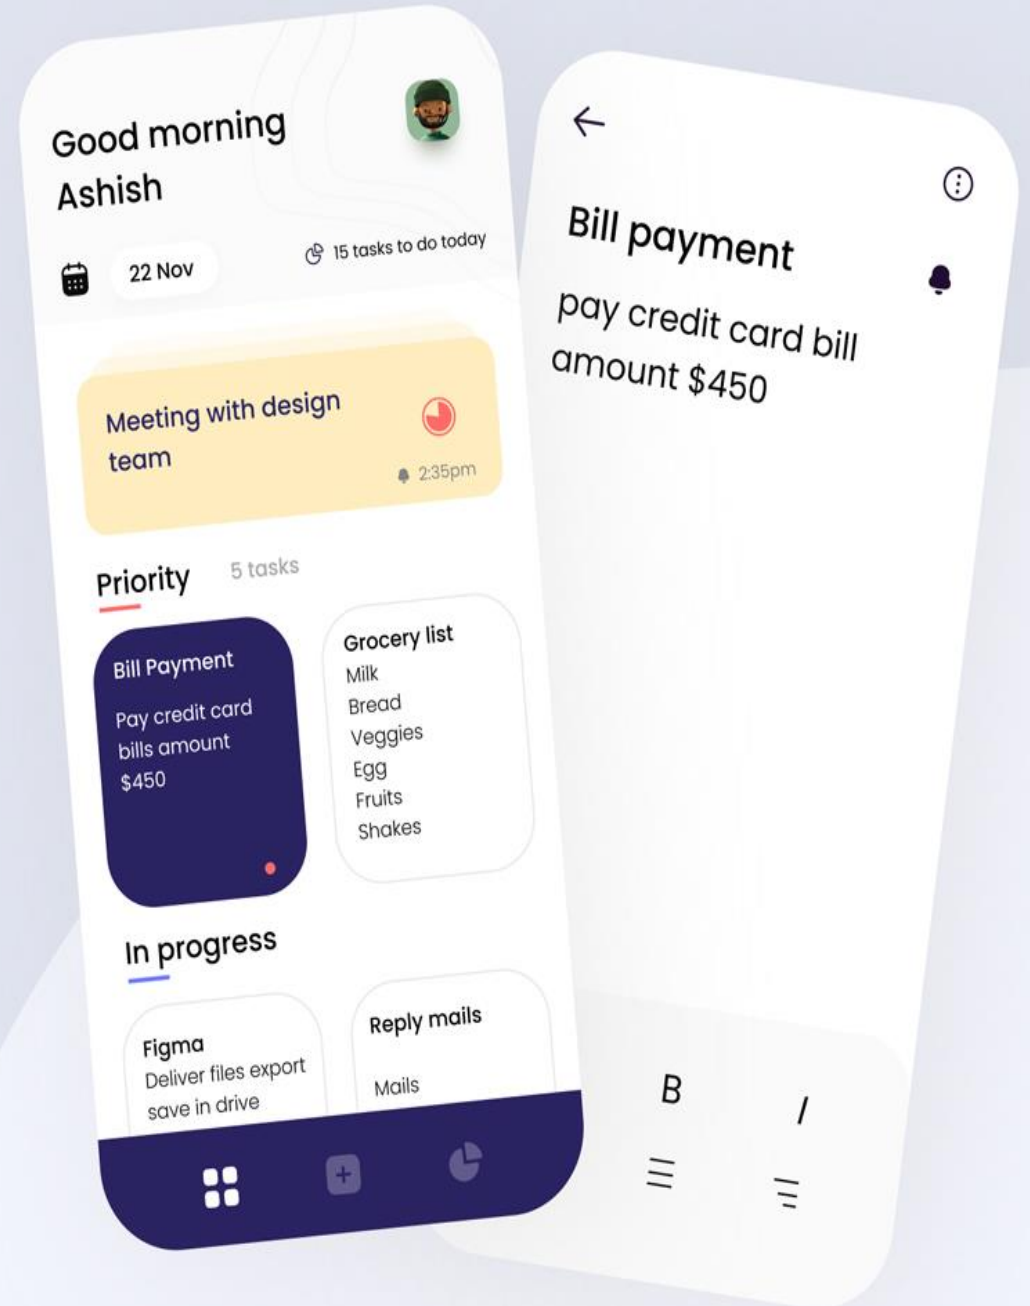 Good morning
Ashish
22 Nov
15 tasks to do today
Meeting with design
team
2:35pm
Priority
5 tasks
Bill Payment
Pay credit card
bills amount
$450
Grocery list
Milk
Bread
Veggies
Egg
Fruits
Shakes
In progress
Figma
Deliver files export
save in drive
Reply mails
Mails
Bill payment
pay credit card bill
amount $450
B
I